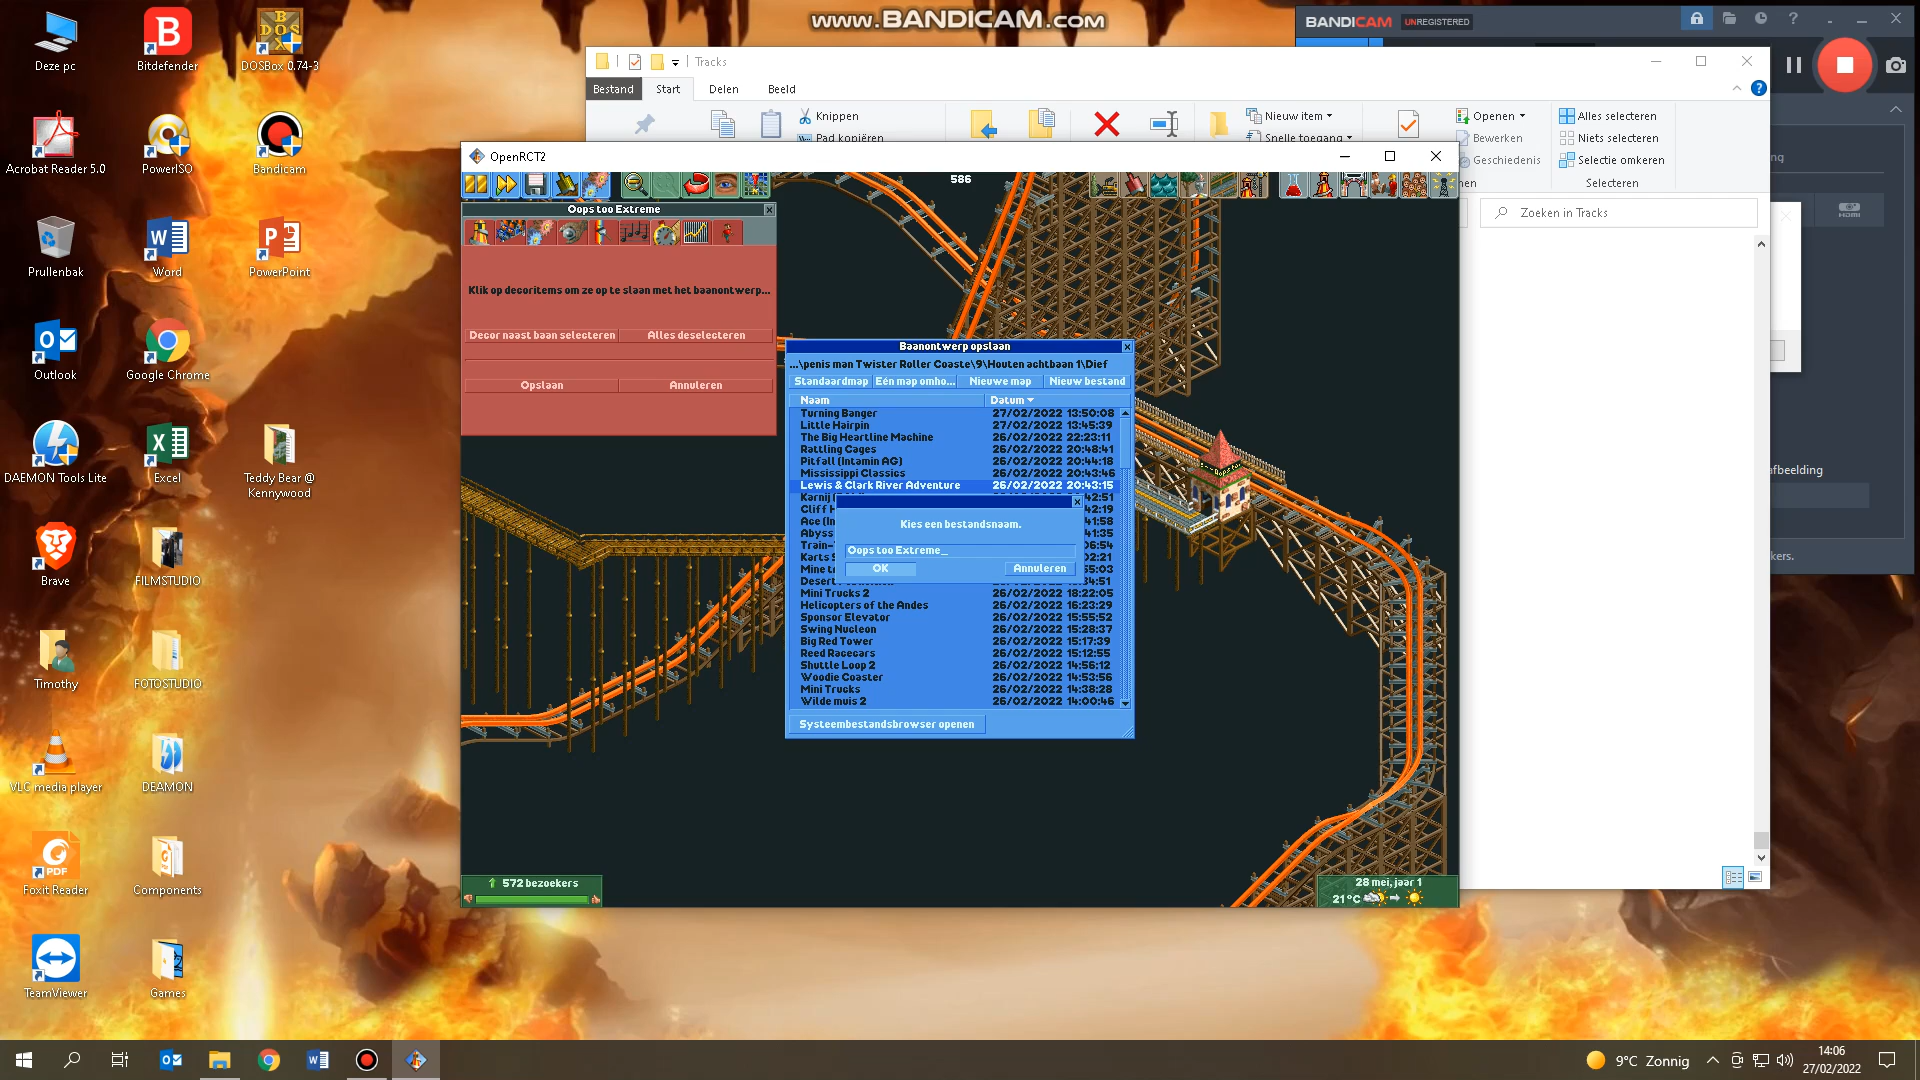 www.BANDICAM.com
BANDICAM UNREGISTERED
Deze pc
Bitdefender
DOSBox 0.74-3
Acrobat Reader 5.0
PowerISO
Bandicam
Prullenbak
Word
PowerPoint
Outlook
Google Chrome
DAEMON Tools Lite
Excel
Teddy Bear @
Kennywood
Brave
FILMSTUDIO
Timothy
FOTOSTUDIO
VLC media player
DEAMON
Foxit Reader
Components
TeamViewer
Games
Tracks
Bestand
Start
Delen
Beeld
Knippen
Pad kopiëren
Nieuw item
Snelle toegang
Openen
Bewerken
Geschiedenis
Alles selecteren
Niets selecteren
Selectie omkeren
Selecteren
Zoeken in Tracks
HDMI
afbeelding
OpenRCT2
586
Oops too Extreme
Klik op decoritems om ze op te slaan met het baanontwerp...
Decor naast baan selecteren
Alles deselecteren
Opslaan
Annuleren
Baanontwerp opslaan
...\penis man Twister Roller Coaste\9\Houten achtbaan 1\Dief
Standaardmap
Eén map omho...
Nieuwe map
Nieuw bestand
Naam
Datum
Turning Banger 27/02/2022 13:50:08
Little Hairpin 27/02/2022 13:45:39
The Big Heartline Machine 26/02/2022 22:23:11
Rattling Cages 26/02/2022 20:48:41
Pitfall (Intamin AG) 26/02/2022 20:44:18
Mississippi Classics 26/02/2022 20:43:46
Lewis & Clark River Adventure 26/02/2022 20:43:15
Kies een bestandsnaam.
Oops too Extreme_
OK
Annuleren
Mini Trucks 2 26/02/2022 18:22:05
Helicopters of the Andes 26/02/2022 16:23:29
Sponsor Elevator 26/02/2022 15:55:52
Swing Nucleon 26/02/2022 15:28:37
Big Red Tower 26/02/2022 15:17:39
Reed Racecars 26/02/2022 15:12:55
Shuttle Loop 2 26/02/2022 14:56:12
Woodie Coaster 26/02/2022 14:53:56
Mini Trucks 26/02/2022 14:38:28
Wilde muis 2 26/02/2022 14:00:46
Systeembestandsbrowser openen
572 bezoekers
28 mei, jaar 1
21°C
9°C Zonnig
14:06
27/02/2022